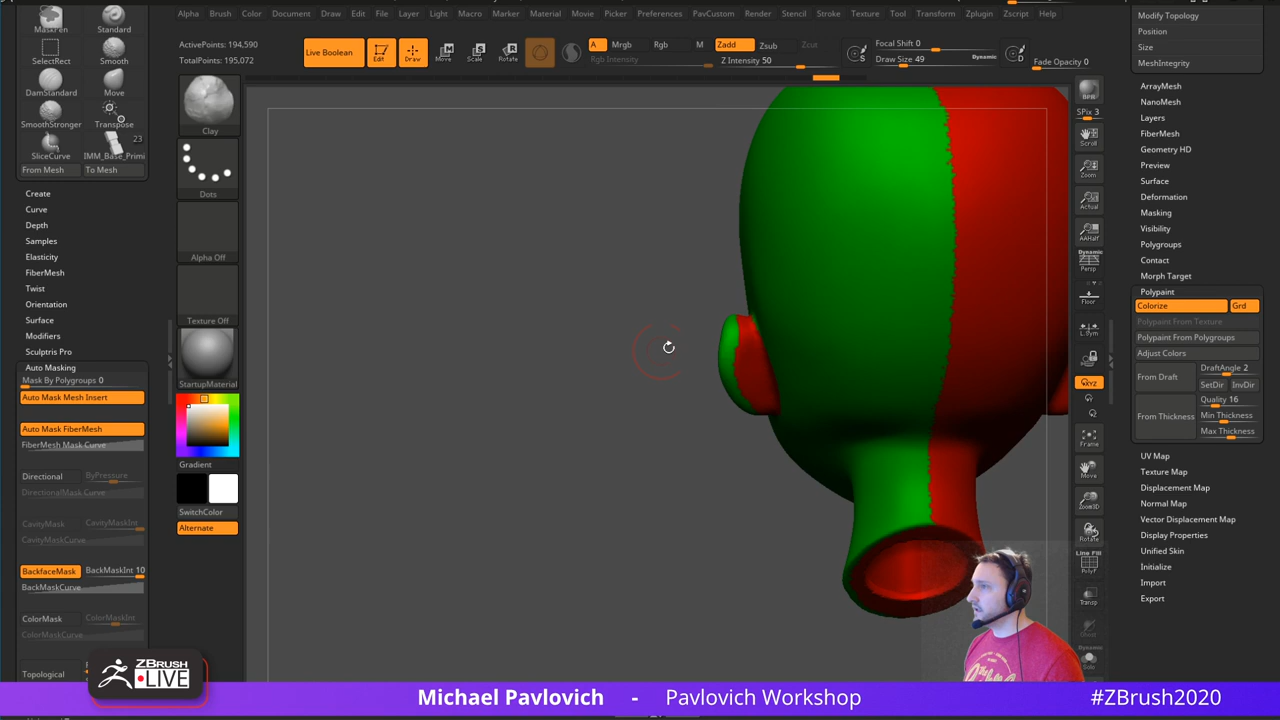 Alpha Brush Color Document Draw Edit File Layer Light Macro Marker Material Movie Picker Preferences PavCustom Render Stencil Stroke Texture Tool Transform Zplugin Zscript Help
MaskPen Standard
SelectRect Smooth
DamStandard Move
SmoothStronger Transpose
23
SliceCurve IMM_Base_Primi
From Mesh To Mesh
Create
Curve
Depth
Samples
Elasticity
FiberMesh
Twist
Orientation
Surface
Modifiers
Sculptris Pro
Auto Masking
Mask By Polygroups 0
Auto Mask Mesh Insert
Auto Mask FiberMesh
FiberMesh Mask Curve
Directional ByPressure
DirectionalMask Curve
CavityMask CavityMaskInt
CavityMaskCurve
BackfaceMask BackMaskInt 10
BackMaskCurve
ColorMask ColorMaskInt
ColorMaskCurve
Topological
ActivePoints: 194,590
TotalPoints: 195,072
Live Boolean
Edit Draw Move Scale Rotate
A Mrgb Rgb M
Rgb Intensity
Zadd Zsub Zcut
Z Intensity 50
S
Focal Shift 0
Draw Size 49 Dynamic
D
Fade Opacity 0
Clay
Dots
Alpha Off
Texture Off
StartupMaterial
Gradient
SwitchColor
Alternate
BPR
SPix 3
Scroll
Zoom
Actual
AAHalf
Dynamic
Persp
Floor
L.Sym
XYZ
Frame
Move
Zoom3D
Rotate
Line Fill
PolyF
Transp
Ghost
Dynamic
Solo
Modify Topology
Position
Size
MeshIntegrity
ArrayMesh
NanoMesh
Layers
FiberMesh
Geometry HD
Preview
Surface
Deformation
Masking
Visibility
Polygroups
Contact
Morph Target
Polypaint
Colorize Grd
Polypaint From Texture
Polypaint From Polygroups
Adjust Colors
From Draft DraftAngle 2
SetDir InvDir
From Thickness Quality 16
Min Thickness
Max Thickness
UV Map
Texture Map
Displacement Map
Normal Map
Vector Displacement Map
Display Properties
Unified Skin
Initialize
Import
Export
ZBRUSH
LIVE
Michael Pavlovich - Pavlovich Workshop #ZBrush2020